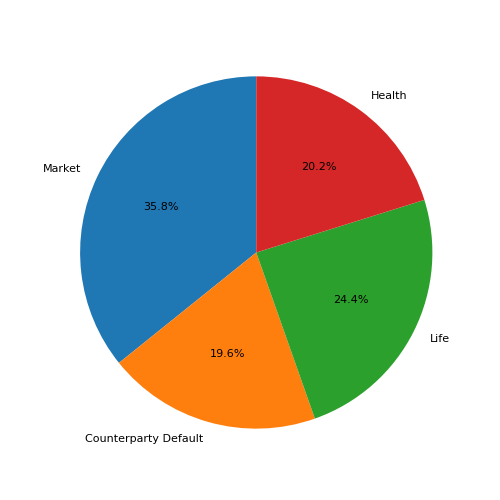 Health
20.2%
Market
35.8%
24.4%
Life
19.6%
Counterparty Default